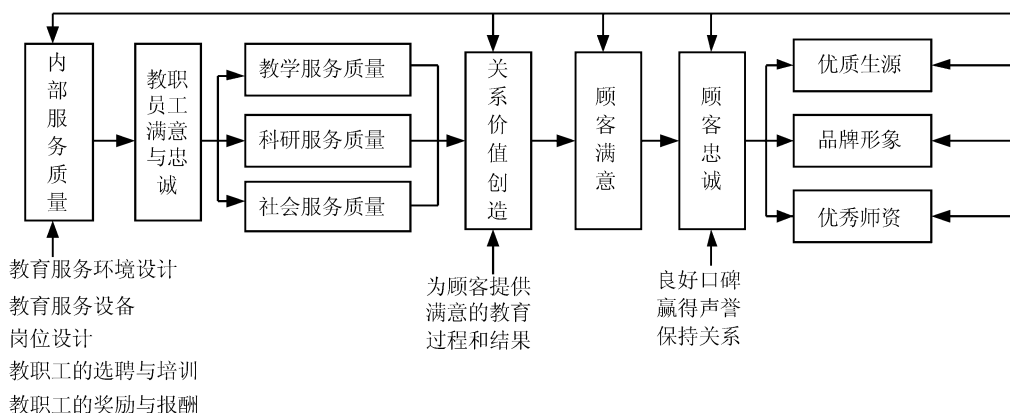 内部服务质量
教职
员工
满意
与忠
诚
教学服务质量
科研服务质量
社会服务质量
关系价值创造
顾客满意
顾客忠诚
优质生源
品牌形象
优秀师资
教育服务环境设计
教育服务设备
岗位设计
教职工的选聘与培训
教职工的奖励与报酬
为顾客提供
满意的教育
过程和结果
良好口碑
赢得声誉
保持关系